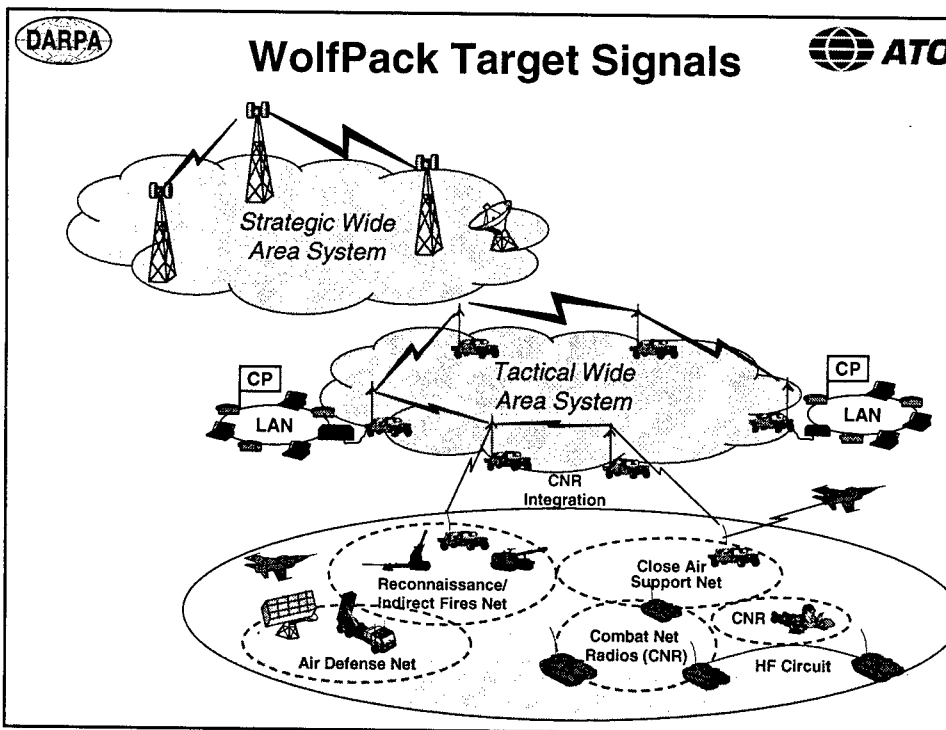 DARPA
WolfPack Target Signals
ATO
Strategic Wide
Area System
Tactical Wide
Area System
CP
LAN
CP
LAN
CNR
Integration
Reconnaissance/
Indirect Fires Net
Close Air
Support Net
CNR
Combat Net
Radios (CNR)
Air Defense Net
HF Circuit